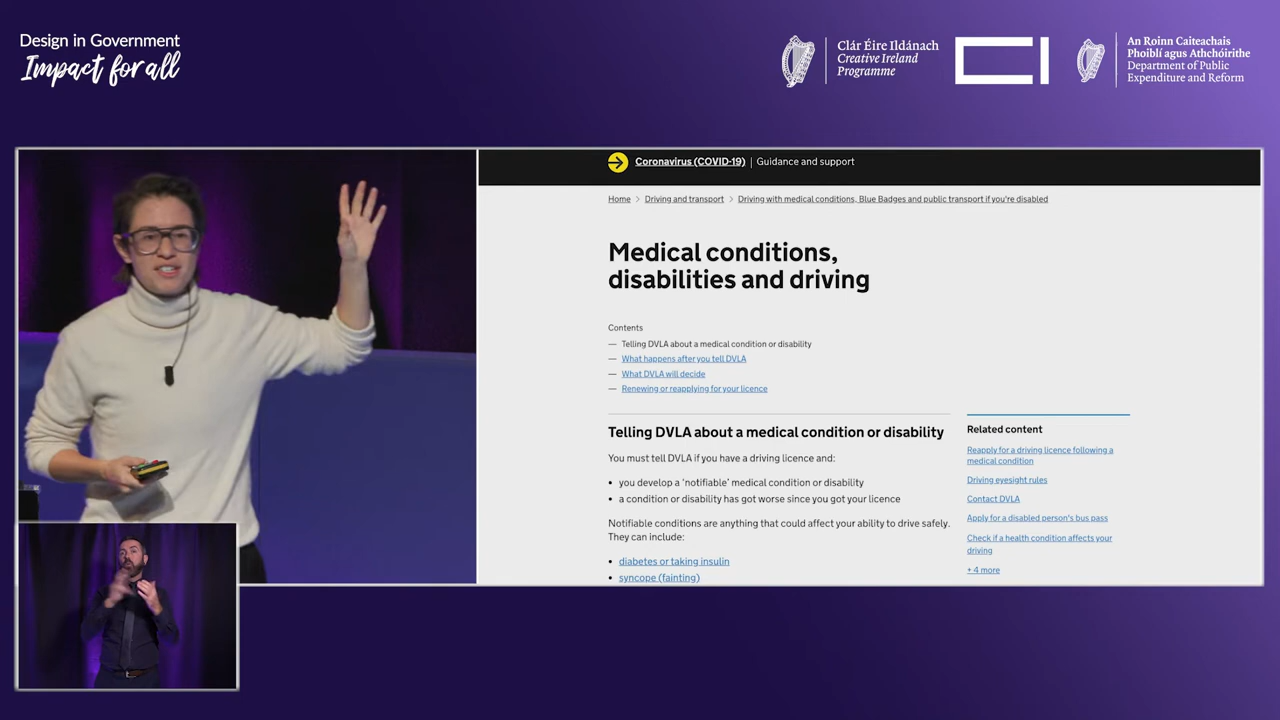 Design in Government
Impact for all
Clár Éire Ildánach
Creative Ireland
Programme
An Roinn Caiteachais
Phoiblí agus Athchóirithe
Department of Public
Expenditure and Reform
Coronavirus (COVID-19) | Guidance and support
Home > Driving and transport > Driving with medical conditions, Blue Badges and public transport if you're disabled
Medical conditions,
disabilities and driving
Contents
— Telling DVLA about a medical condition or disability
— What happens after you tell DVLA
— What DVLA will decide
— Renewing or reapplying for your licence
Telling DVLA about a medical condition or disability
You must tell DVLA if you have a driving licence and:
• you develop a ‘notifiable’ medical condition or disability
• a condition or disability has got worse since you got your licence
Notifiable conditions are anything that could affect your ability to drive safely.
They can include:
• diabetes or taking insulin
• syncope (fainting)
Related content
Reapply for a driving licence following a
medical condition
Driving eyesight rules
Contact DVLA
Apply for a disabled person's bus pass
Check if a health condition affects your
driving
+ 4 more